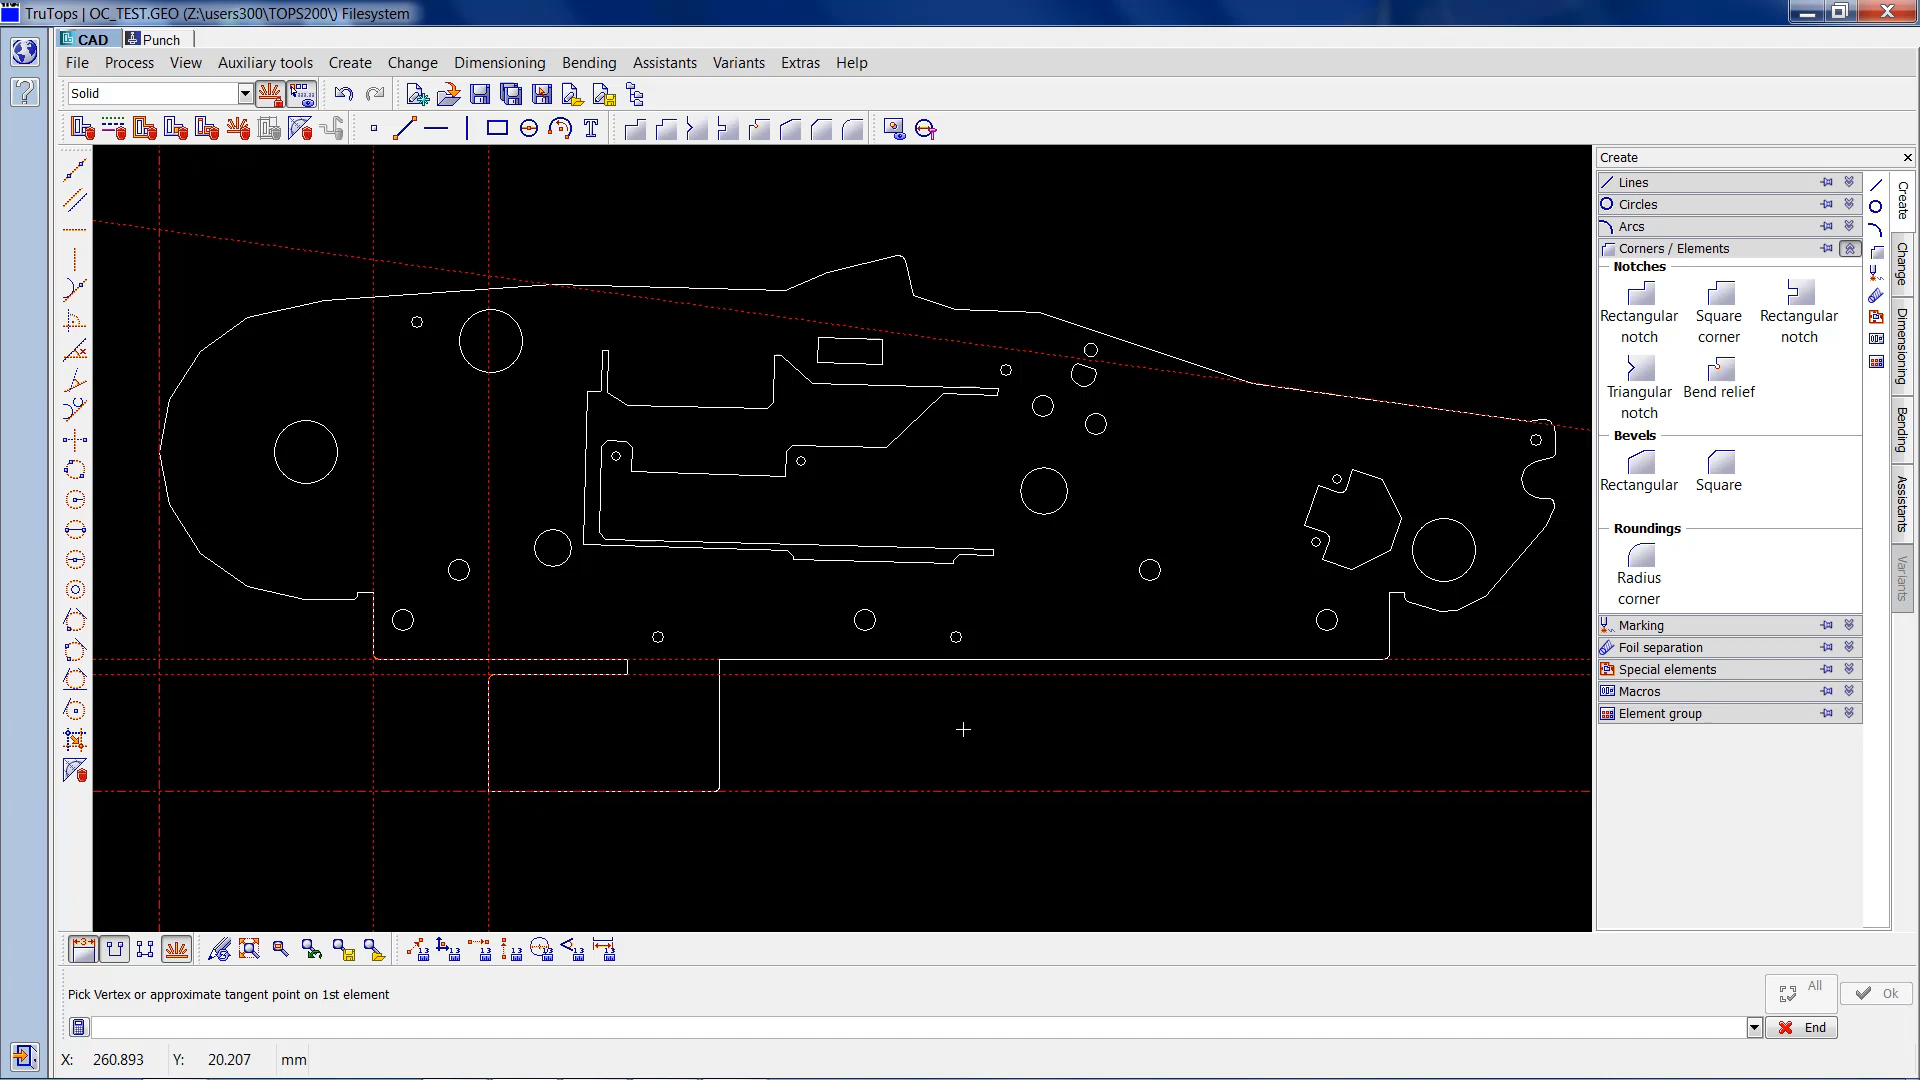 TruTops | OC_TEST.GEO (Z:\users300\TOPS200\) Filesystem
CAD
Punch
File Process View Auxiliary tools Create Change Dimensioning Bending Assistants Variants Extras Help
Solid
Create
Lines
Circles
Arcs
Corners / Elements
Notches
Rectangular notch
Square corner
Rectangular notch
Triangular notch
Bend relief
Bevels
Rectangular
Square
Roundings
Radius corner
Marking
Foil separation
Special elements
Macros
Element group
Create
Change
Dimensioning
Bending
Assistants
Variants
Pick Vertex or approximate tangent point on 1st element
All
Ok
End
X: 260.893 Y: 20.207 mm